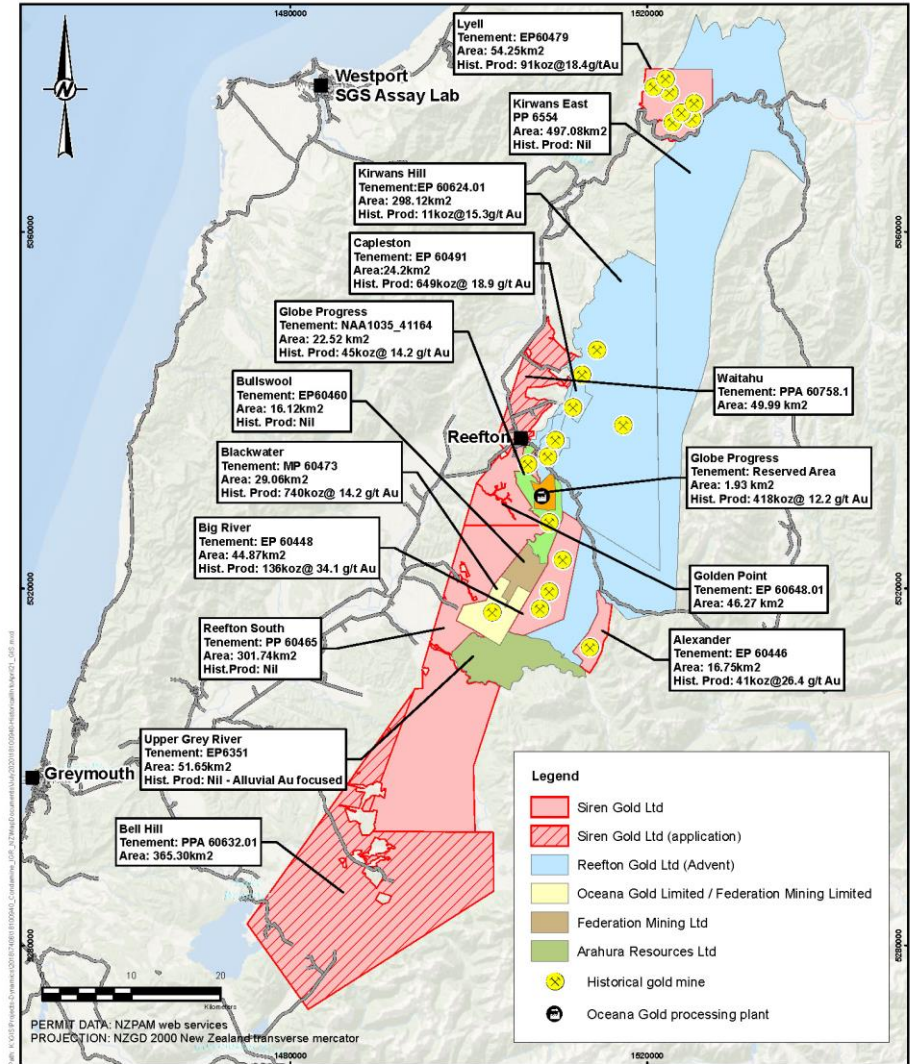 1480000
1520000
N
Westport
SGS Assay Lab
Lyell
Tenement: EP60479
Area: 54.25km2
Hist. Prod: 91koz@18.4g/tAu
Kirwans East
PP 6554
Area: 497.08km2
Hist. Prod: Nil
Kirwans Hill
Tenement:EP 60624.01
Area: 298.12km2
Hist. Prod: 11koz@15.3g/t Au
5360000
5360000
Capleston
Tenement: EP 60491
Area:24.2km2
Hist. Prod: 649koz@ 18.9 g/t Au
Globe Progress
Tenement: NAA1035_41164
Area: 22.52 km2
Hist. Prod: 45koz@ 14.2 g/t Au
Bullswool
Tenement: EP60460
Area: 16.12km2
Hist. Prod: Nil
Waitahu
Tenement: PPA 60758.1
Area: 49.99 km2
Reefton
Blackwater
Tenement: MP 60473
Area: 29.06km2
Hist. Prod: 740koz@ 14.2 g/t Au
Globe Progress
Tenement: Reserved Area
Area: 1.93 km2
Hist. Prod: 418koz@ 12.2 g/t Au
Big River
Tenement: EP 60448
Area: 44.87km2
Hist. Prod: 136koz@ 34.1 g/t Au
Golden Point
Tenement: EP 60648.01
Area: 46.27 km2
5320000
5320000
Reefton South
Tenement: PP 60465
Area: 301.74km2
Hist.Prod: Nil
Alexander
Tenement: EP 60446
Area: 16.75km2
Hist. Prod: 41koz@26.4 g/t Au
Upper Grey River
Tenement: EP6351
Area: 51.65km2
Hist. Prod: Nil - Alluvial Au focused
Greymouth
Bell Hill
Tenement: PPA 60632.01
Area: 365.30km2
Legend
Siren Gold Ltd
Siren Gold Ltd (application)
Reefton Gold Ltd (Advent)
Oceana Gold Limited / Federation Mining Limited
Federation Mining Ltd
Arahura Resources Ltd
Historical gold mine
Oceana Gold processing plant
5280000
5280000
0 10 20
Kilometers
PERMIT DATA: NZPAM web services
PROJECTION: NZGD 2000 New Zealand transverse mercator
1480000
1520000